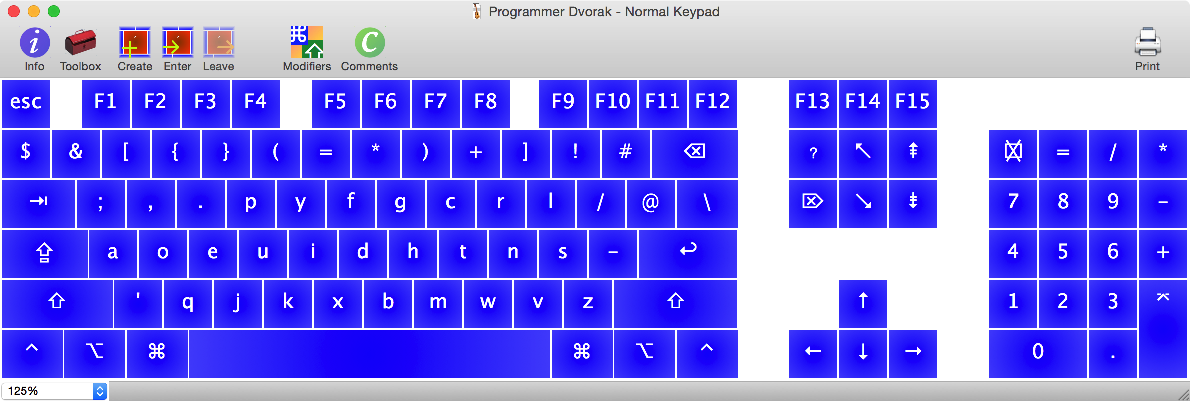 Programmer Dvorak - Normal Keypad
Info Toolbox Create Enter Leave Modifiers Comments Print
esc F1 F2 F3 F4 F5 F6 F7 F8 F9 F10 F11 F12 F13 F14 F15
$ & [ { } ( = * ) + ] ! # ⌫ ? ↖ ⇞ ⌧ = / *
⇥ ; , . p y f g c r l / @ \ ⌦ ↘ ⇟ 7 8 9 -
⇪ a o e u i d h t n s - ↩ 4 5 6 +
⇧ ' q j k x b m w v z ⇧ ↑ 1 2 3 ⌤
⌃ ⌥ ⌘ ⌘ ⌥ ⌃ ← ↓ → 0 .
125%